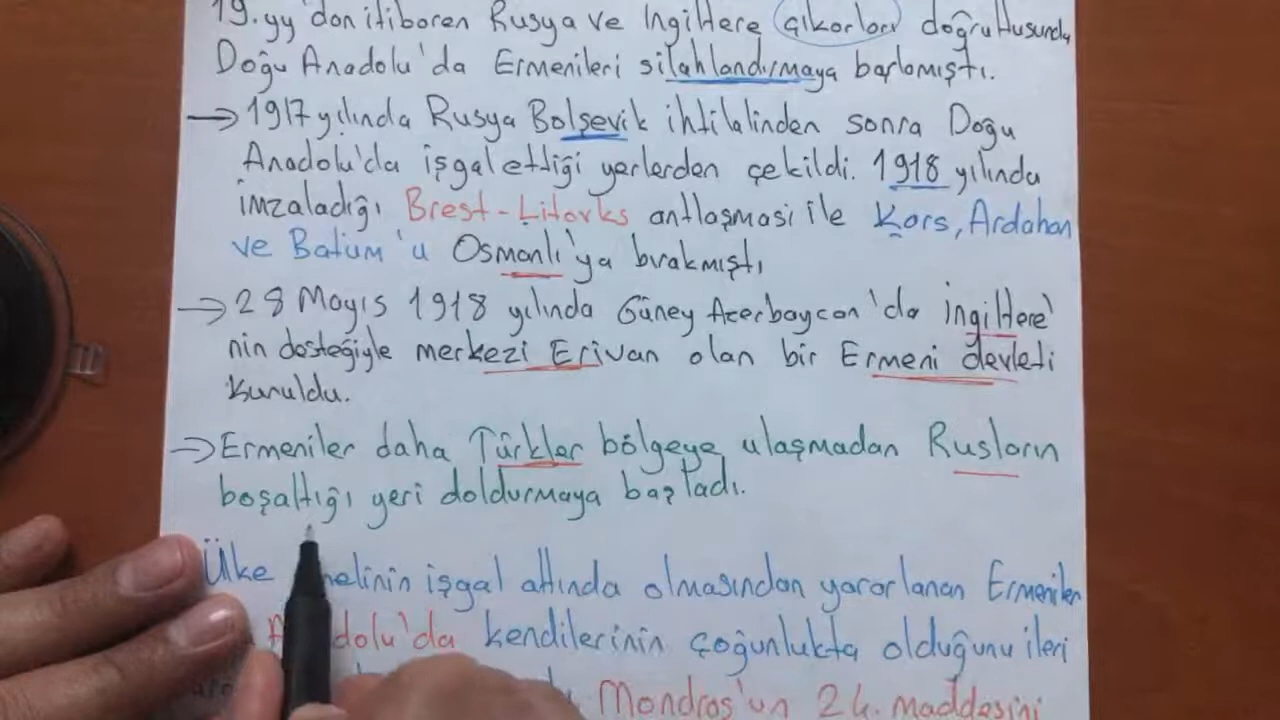 19.yy'dan itibaren Rusya ve İngiltere çıkarları doğrultusunda
Doğu Anadolu'da Ermenileri silahlandırmaya başlamıştı.
→ 1917 yılında Rusya Bolşevik ihtilalinden sonra Doğu
Anadolu'da işgal ettiği yerlerden çekildi. 1918 yılında
imzaladığı Brest-Litovks antlaşması ile Kars, Ardahan
ve Batum'u Osmanlı'ya bırakmıştı
→ 28 Mayıs 1918 yılında Güney Azerbaycan'da İngiltere'
nin desteğiyle merkezi Erivan olan bir Ermeni devleti
kuruldu.
→ Ermeniler daha Türkler bölgeye ulaşmadan Rusların
boşalttığı yeri doldurmaya başladı.
Ülke işgal altında olmasından yararlanan Ermeniler
kendilerinin çoğunlukta olduğunu ileri
Mondros'un 24. maddesini